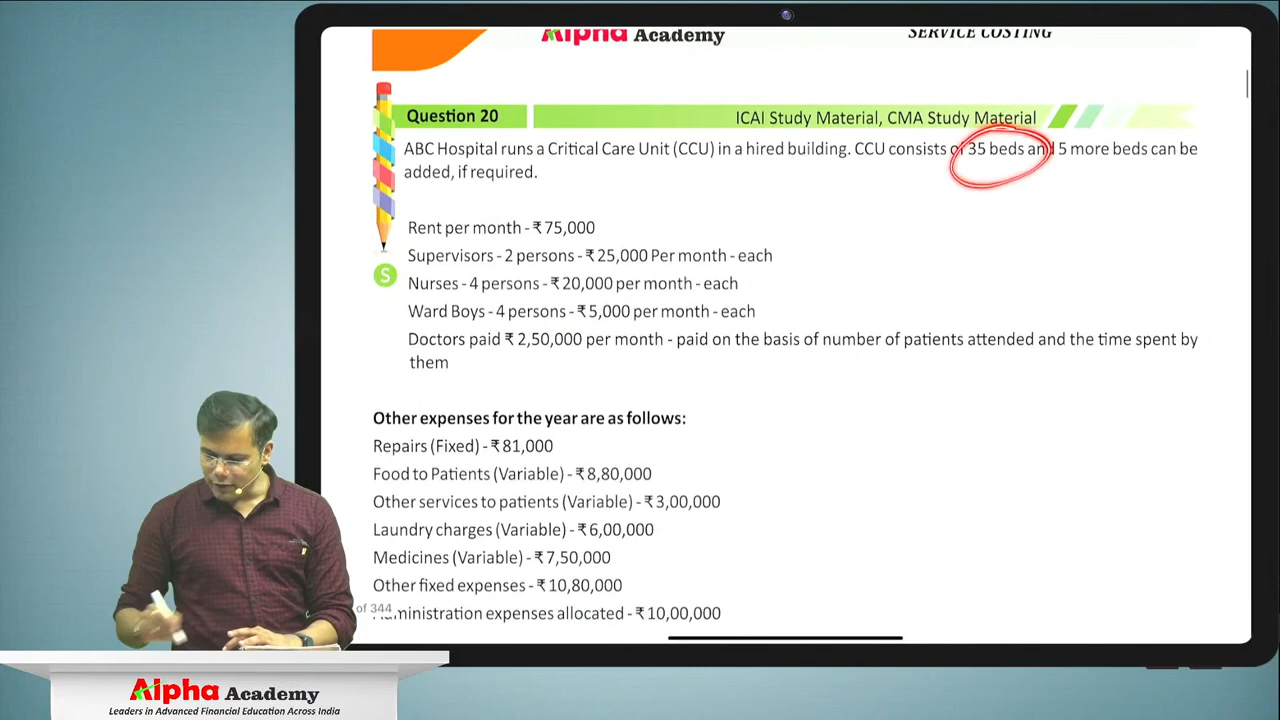 Alpha Academy
SERVICE COSTING
Question 20
ICAI Study Material, CMA Study Material
ABC Hospital runs a Critical Care Unit (CCU) in a hired building. CCU consists of 35 beds and 5 more beds can be
added, if required.
Rent per month - ₹ 75,000
Supervisors - 2 persons - ₹ 25,000 Per month - each
S
Nurses - 4 persons - ₹ 20,000 per month - each
Ward Boys - 4 persons - ₹ 5,000 per month - each
Doctors paid ₹ 2,50,000 per month - paid on the basis of number of patients attended and the time spent by
them
Other expenses for the year are as follows:
Repairs (Fixed) - ₹ 81,000
Food to Patients (Variable) - ₹ 8,80,000
Other services to patients (Variable) - ₹ 3,00,000
Laundry charges (Variable) - ₹ 6,00,000
Medicines (Variable) - ₹ 7,50,000
Other fixed expenses - ₹ 10,80,000
of 344
ministration expenses allocated - ₹ 10,00,000
Alpha Academy
Leaders in Advanced Financial Education Across India